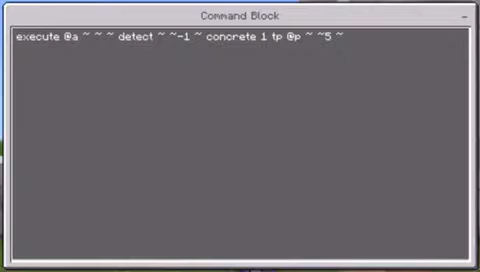 Command Block
execute @a ~ ~ ~ detect ~ ~-1 ~ concrete 1 tp @p ~ ~5 ~